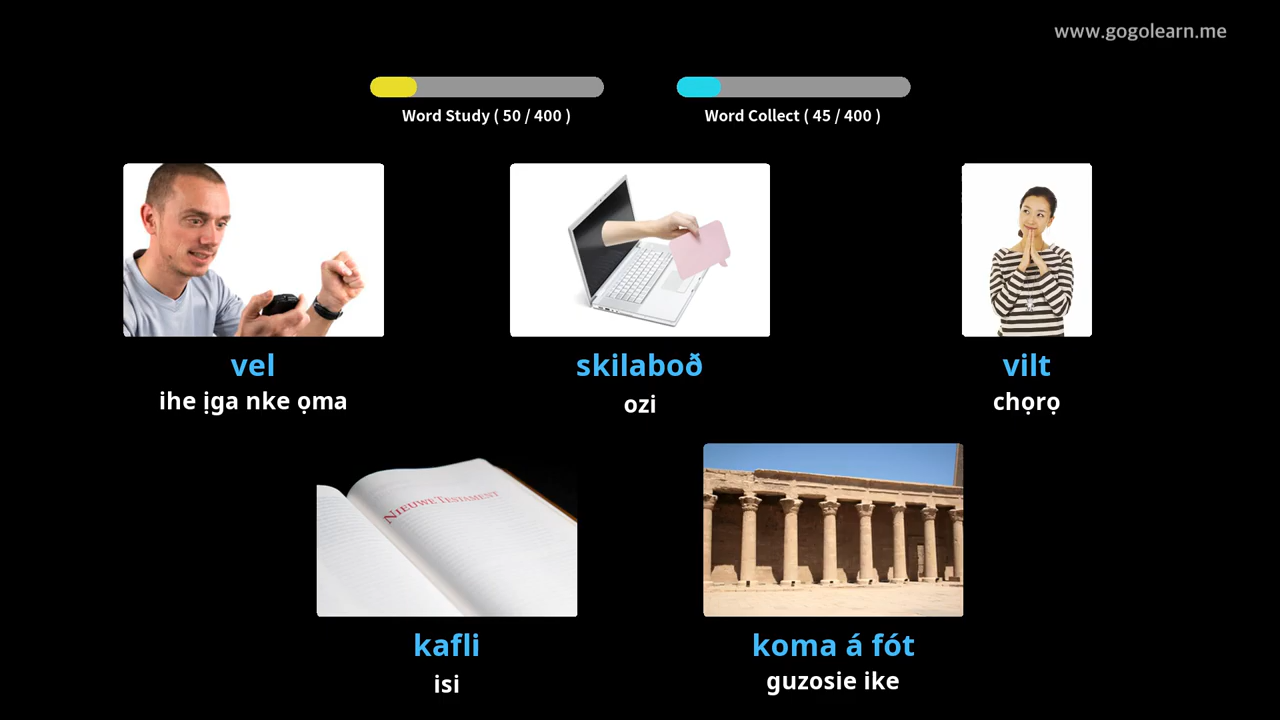 www.gogolearn.me
Word Study ( 50 / 400 )
Word Collect ( 45 / 400 )
vel
ihe ịga nke ọma
skilaboð
ozi
vilt
chọrọ
NIEUWE TESTAMENT
kafli
isi
koma á fót
guzosie ike